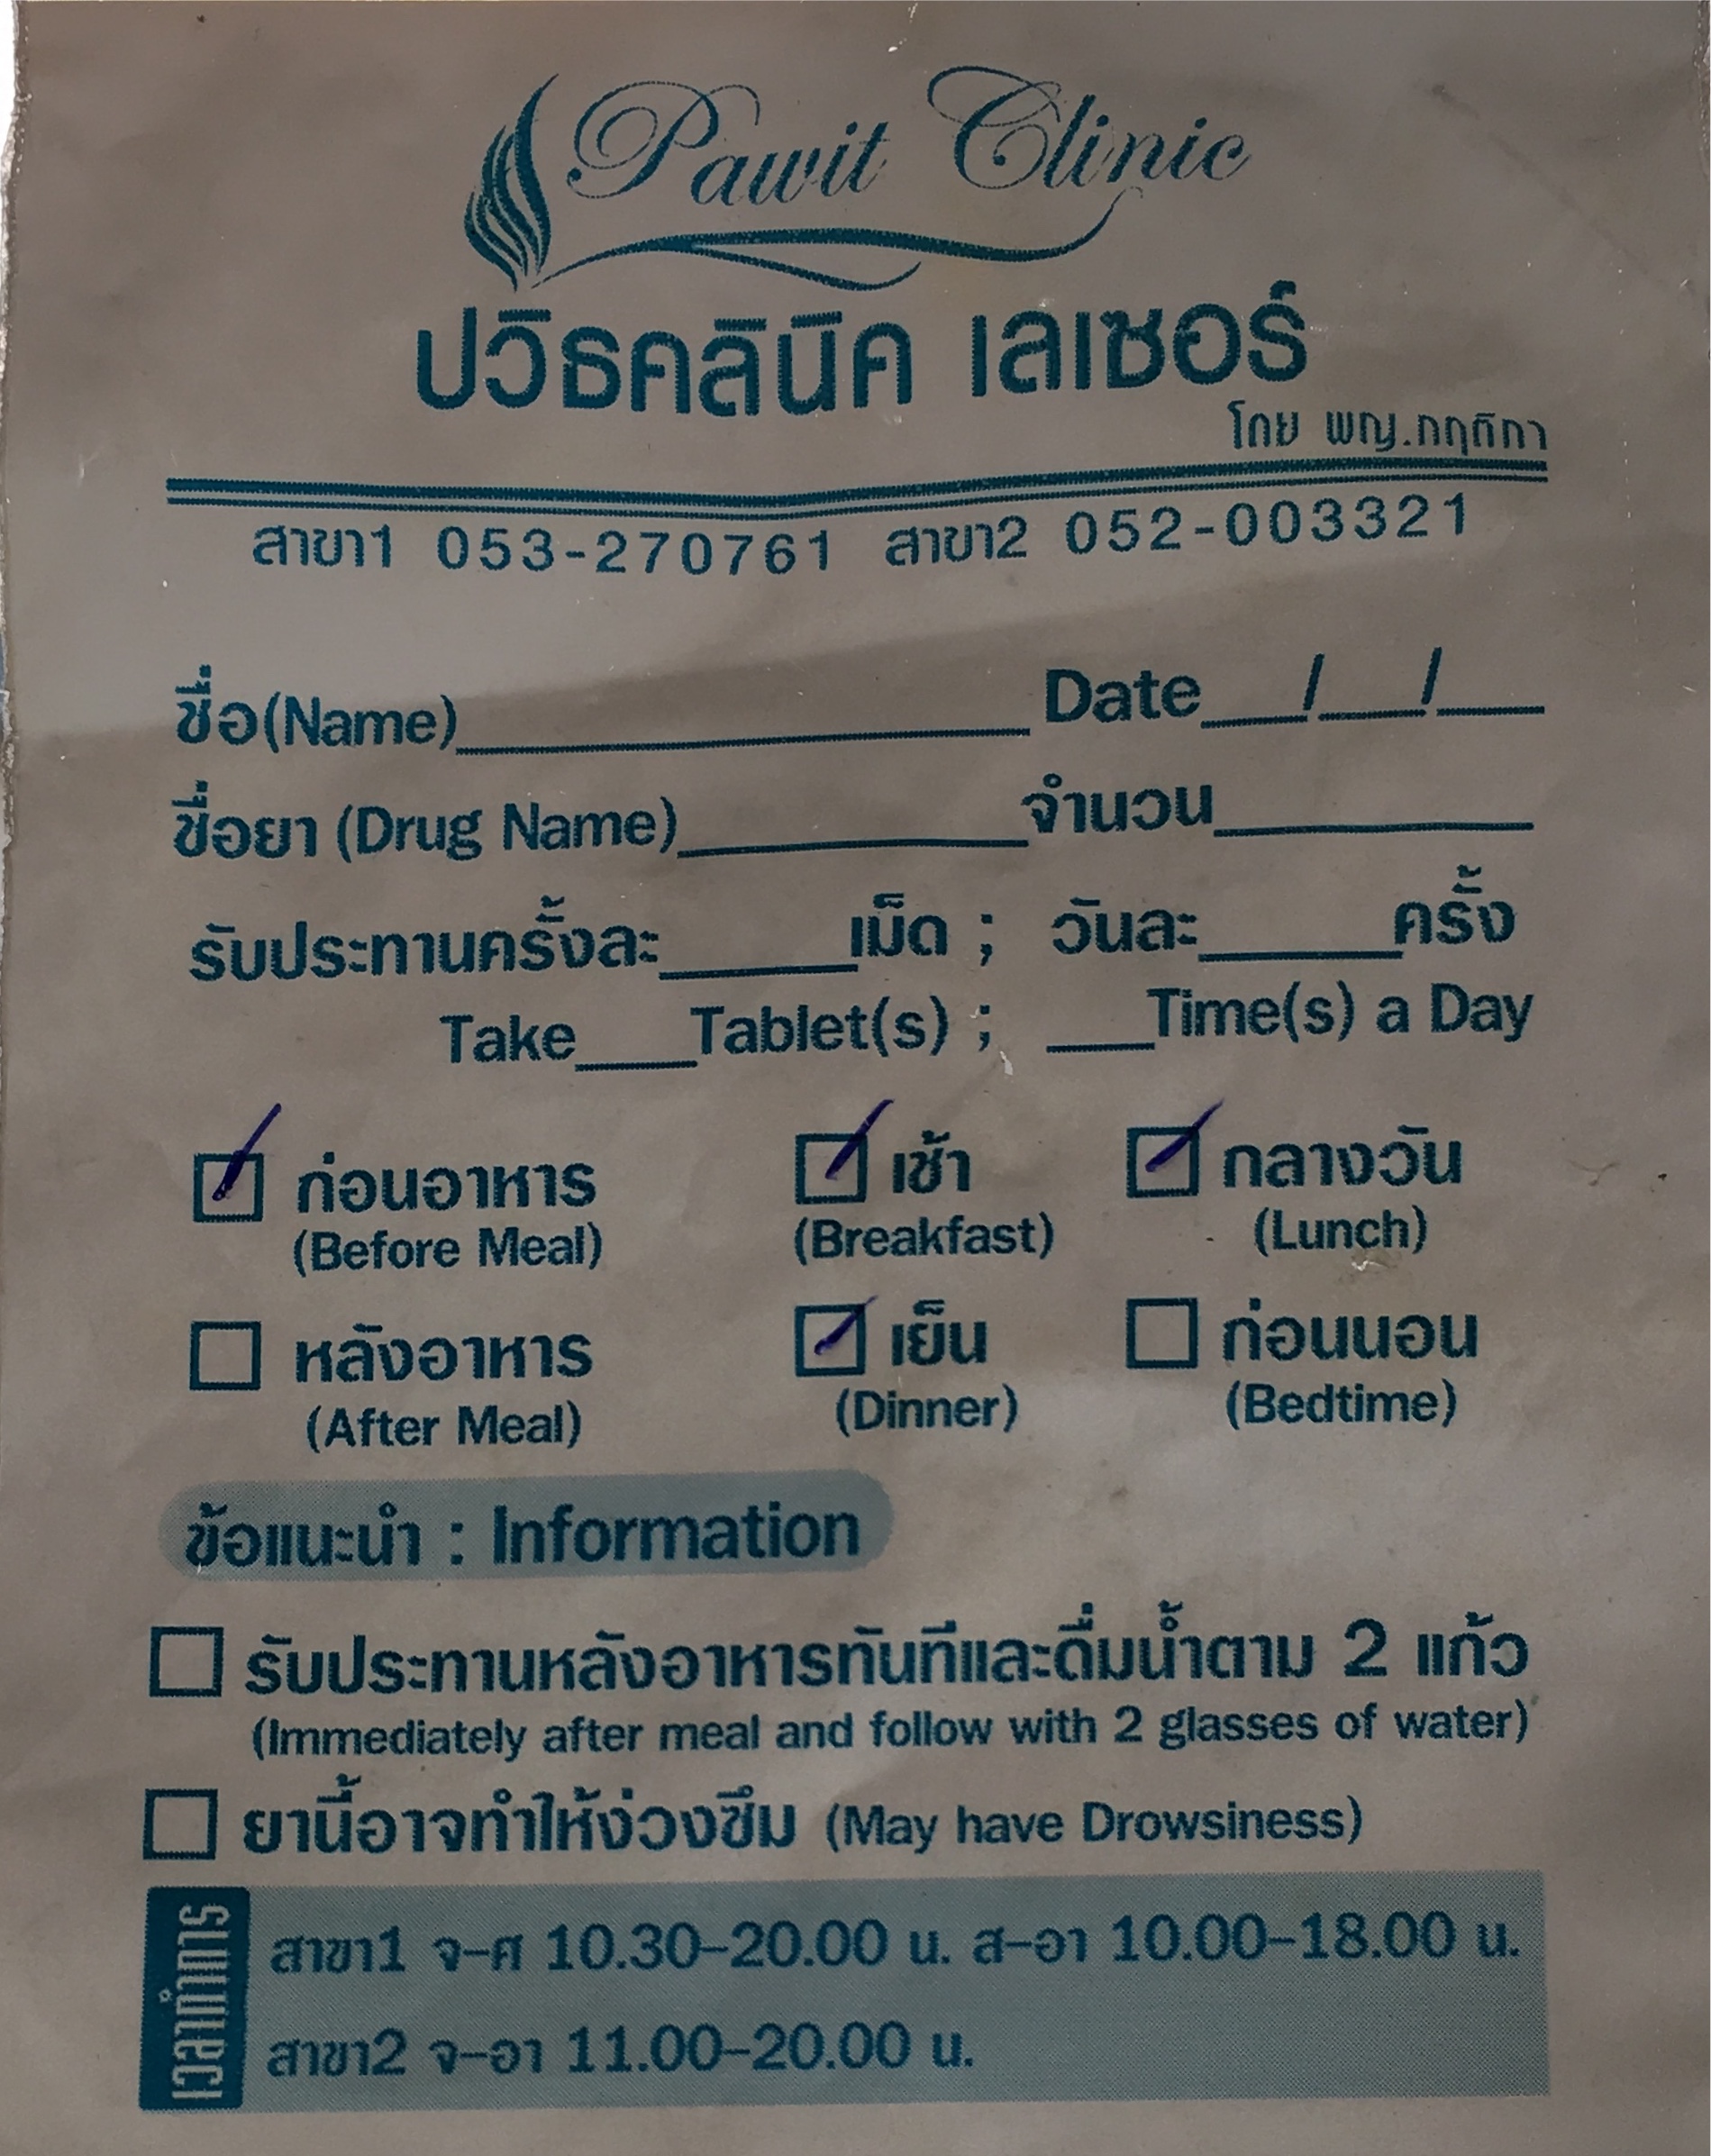 Pawit Clinic
ปวิธคลินิค เลเซอร์
โดย พญ.กฤติกา
สาขา1 053-270761 สาขา2 052-003321
ชื่อ(Name)____________ Date___/___/___
ชื่อยา (Drug Name)________จำนวน________
รับประทานครั้งละ_____เม็ด ; วันละ_____ครั้ง
Take___Tablet(s) ; ___Time(s) a Day
☑ ก่อนอาหาร ☑ เช้า ☑ กลางวัน
(Before Meal) (Breakfast) (Lunch)
☐ หลังอาหาร ☑ เย็น ☐ ก่อนนอน
(After Meal) (Dinner) (Bedtime)
ข้อแนะนำ : Information
☐ รับประทานหลังอาหารทันทีและดื่มน้ำตาม 2 แก้ว
(Immediately after meal and follow with 2 glasses of water)
☐ ยานี้อาจทำให้ง่วงซึม (May have Drowsiness)
เวลาทำการ
สาขา1 จ-ศ 10.30-20.00 น. ส-อา 10.00-18.00 น.
สาขา2 จ-อา 11.00-20.00 น.